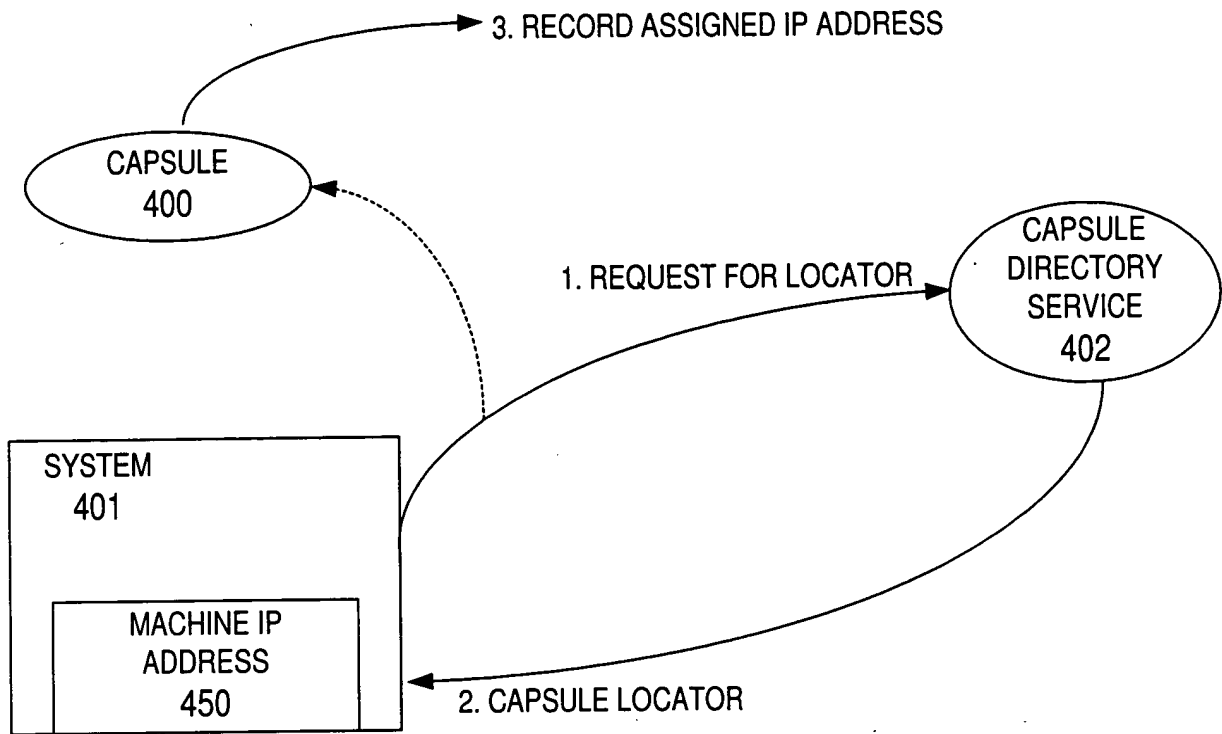 3. RECORD ASSIGNED IP ADDRESS
CAPSULE
400
CAPSULE
DIRECTORY
SERVICE
402
1. REQUEST FOR LOCATOR
SYSTEM
401
MACHINE IP
ADDRESS
450
2. CAPSULE LOCATOR